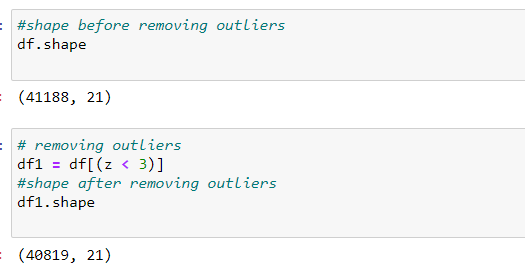 #shape before removing outliers
df.shape
(41188, 21)
# removing outliers
df1 = df[(z < 3)]
#shape after removing outliers
df1.shape
(40819, 21)